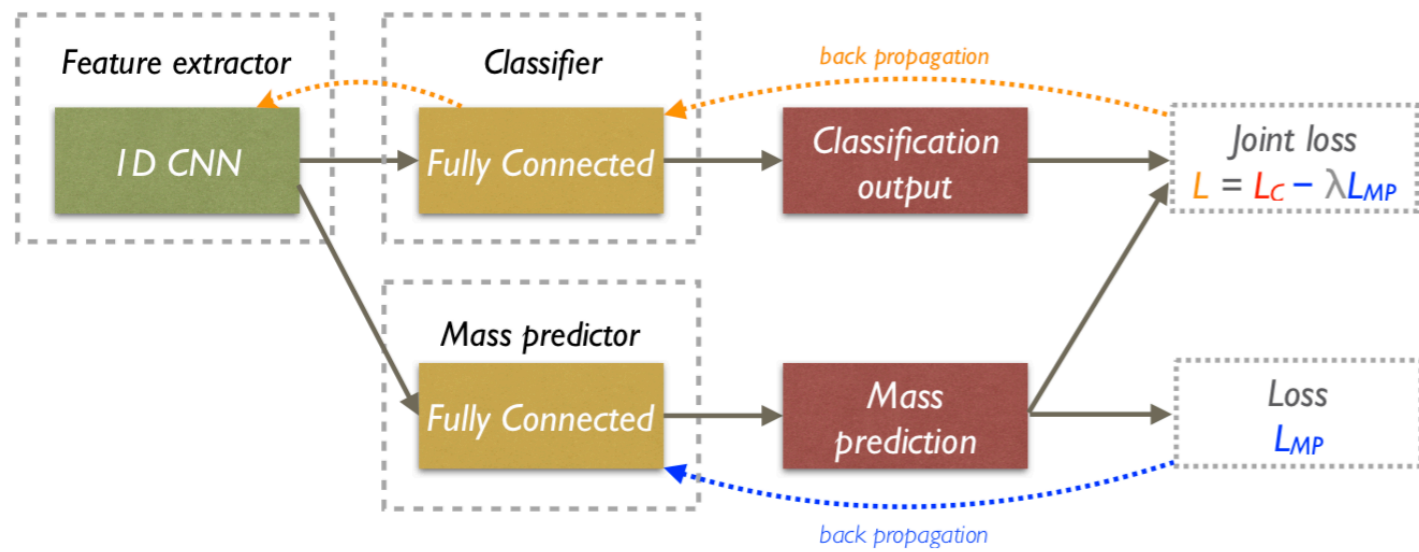 Feature extractor
Classifier
back propagation
1D CNN
Fully Connected
Classification
output
Joint loss
L = LC − λLMP
Mass predictor
Fully Connected
Mass
prediction
Loss
LMP
back propagation